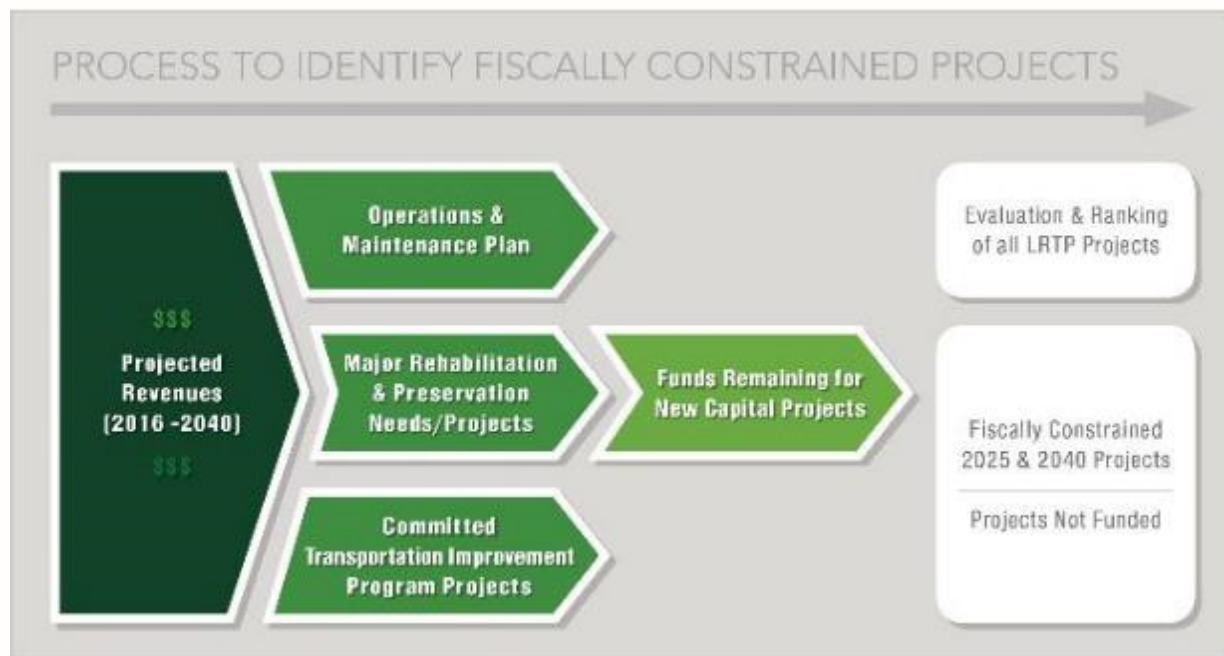 PROCESS TO IDENTIFY FISCALLY CONSTRAINED PROJECTS
$$$
Projected
Revenues
(2016 -2040)
$$$
Operations &
Maintenance Plan
Major Rehabilitation
& Preservation
Needs/Projects
Committed
Transportation Improvement
Program Projects
Funds Remaining for
New Capital Projects
Evaluation & Ranking
of all LRTP Projects
Fiscally Constrained
2025 & 2040 Projects
Projects Not Funded